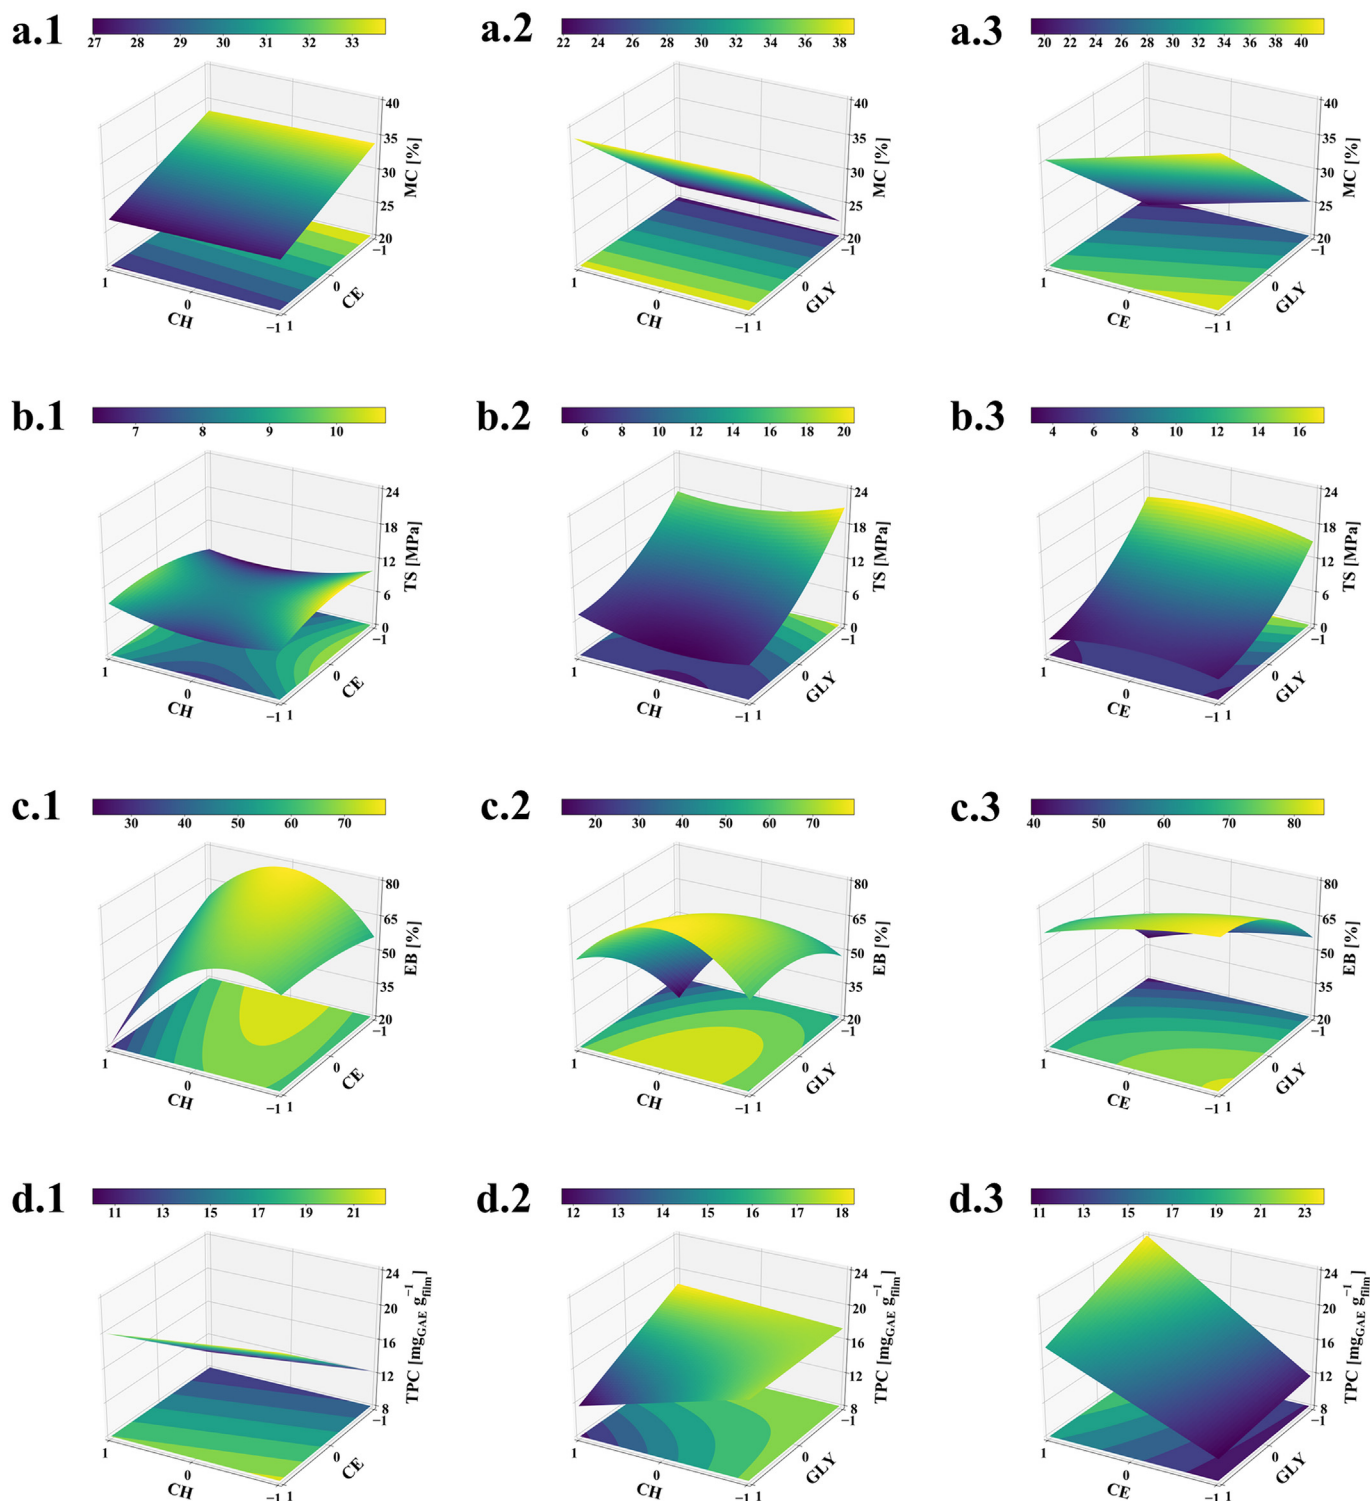 a.1
27 28 29 30 31 32 33
40
35
30
25
20
MC [%]
1 0 -1
CH
1 0 -1
CE
a.2
22 24 26 28 30 32 34 36 38
40
35
30
25
20
MC [%]
1 0 -1
CH
1 0 -1
GLY
a.3
20 22 24 26 28 30 32 34 36 38 40
40
35
30
25
20
MC [%]
1 0 -1
CE
1 0 -1
GLY
b.1
7 8 9 10
24
18
12
6
0
TS [MPa]
1 0 -1
CH
1 0 -1
CE
b.2
6 8 10 12 14 16 18 20
24
18
12
6
0
TS [MPa]
1 0 -1
CH
1 0 -1
GLY
b.3
4 6 8 10 12 14 16
24
18
12
6
0
TS [MPa]
1 0 -1
CE
1 0 -1
GLY
c.1
30 40 50 60 70
80
65
50
35
20
EB [%]
1 0 -1
CH
1 0 -1
CE
c.2
20 30 40 50 60 70
80
65
50
35
20
EB [%]
1 0 -1
CH
1 0 -1
GLY
c.3
40 50 60 70 80
80
65
50
35
20
EB [%]
1 0 -1
CE
1 0 -1
GLY
d.1
11 13 15 17 19 21
24
20
16
12
8
TPC [mg_GAE g_film^−1]
1 0 -1
CH
1 0 -1
CE
d.2
12 13 14 15 16 17 18
24
20
16
12
8
TPC [mg_GAE g_film^−1]
1 0 -1
CH
1 0 -1
GLY
d.3
11 13 15 17 19 21 23
24
20
16
12
8
TPC [mg_GAE g_film^−1]
1 0 -1
CE
1 0 -1
GLY